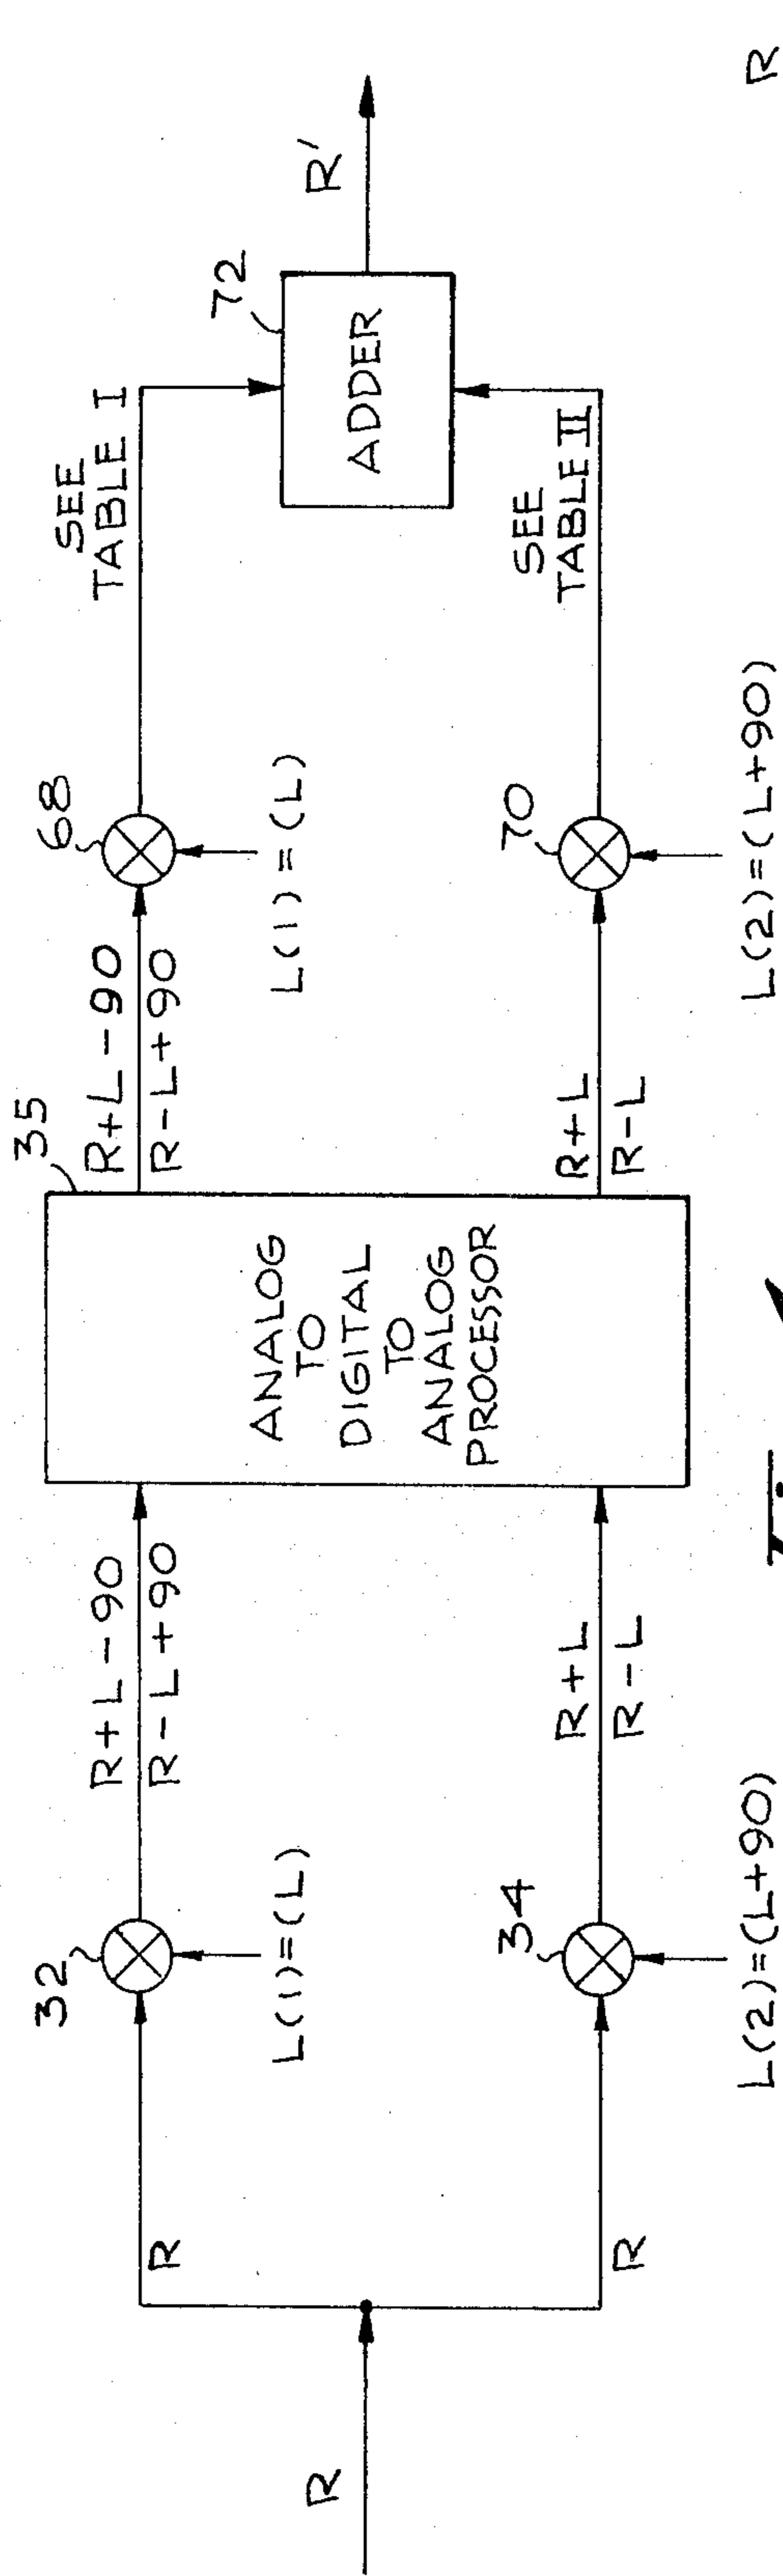 R
R
R
32
L(1)=(L)
34
L(2)=(L+90)
R+L-90
R-L+90
R+L
R-L
35
ANALOG
TO
DIGITAL
TO
ANALOG
PROCESSOR
R+L-90
R-L+90
R+L
R-L
68
L(1)=(L)
70
L(2)=(L+90)
SEE
TABLE I
SEE
TABLE II
72
ADDER
R'
R